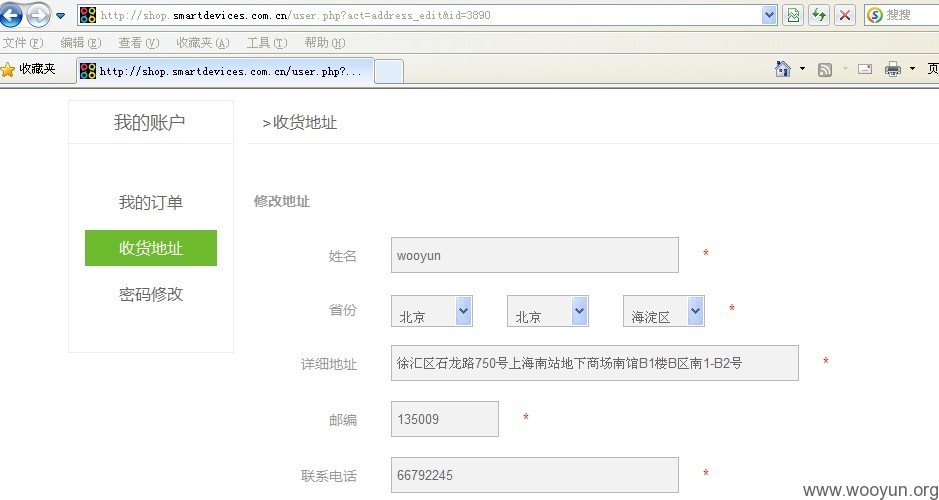 http://shop.smartdevices.com.cn/user.php?act=address_edit&id=3890
搜搜
文件(F) 编辑(E) 查看(V) 收藏夹(A) 工具(T) 帮助(H)
收藏夹
http://shop.smartdevices.com.cn/user.php?...
页
我的账户
>收货地址
我的订单
修改地址
收货地址
密码修改
姓名 wooyun *
省份 北京 北京 海淀区 *
详细地址 徐汇区石龙路750号上海南站地下商场南馆B1楼B区南1-B2号 *
邮编 135009 *
联系电话 66792245 *
www.wooyun.org